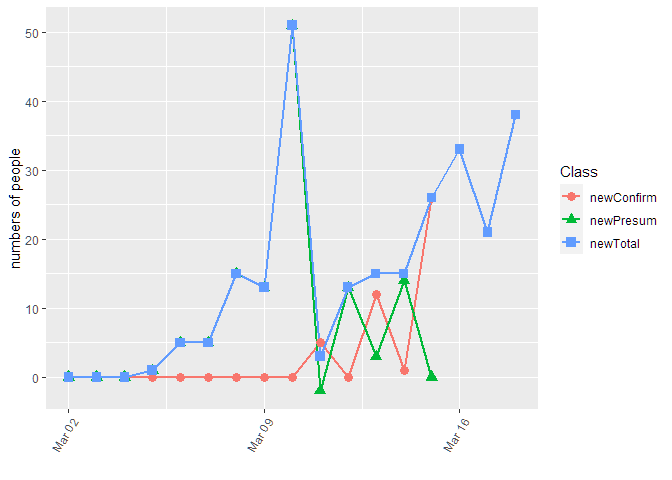 50
40
30
20
10
0
numbers of people
Mar 02
Mar 09
Mar 16
Class
newConfirm
newPresum
newTotal